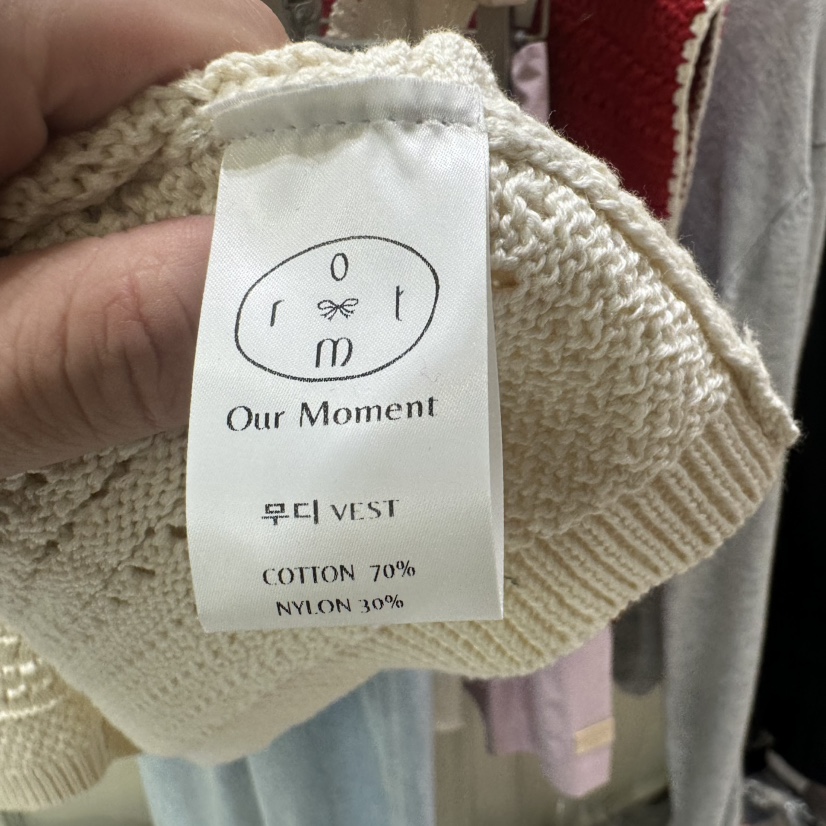 o
r t
m
Our Moment
무디 VEST
COTTON 70%
NYLON 30%